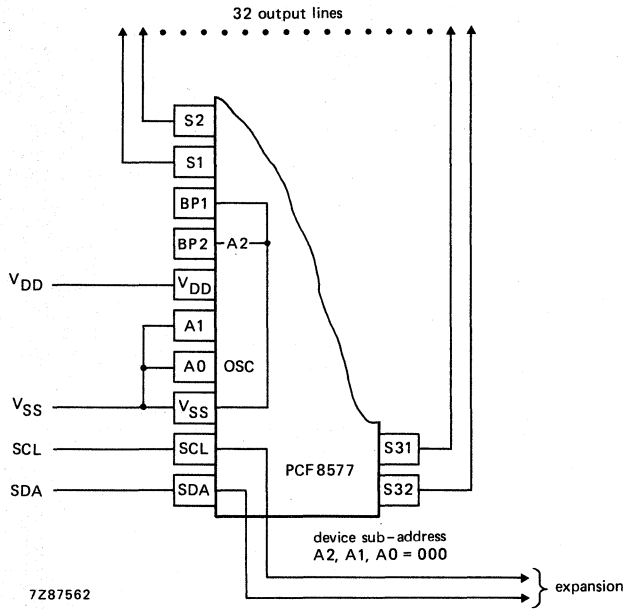 32 output lines
S2
S1
BP1
BP2 A2
VDD VDD
A1
A0 OSC
VSS VSS
SCL SCL
SDA SDA
PCF8577
S31
S32
device sub-address
A2, A1, A0 = 000
expansion
7Z87562